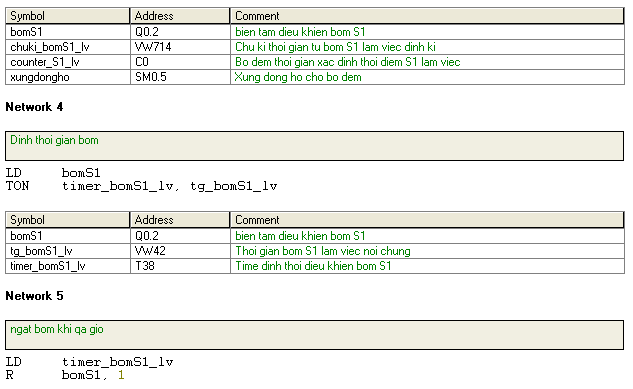 Symbol Address Comment
bomS1 Q0.2 bien tam dieu khien bom S1
chuki_bomS1_lv VW714 Chu ki thoi gian tu bom S1 lam viec dinh ki
counter_S1_lv C0 Bo dem thoi gian xac dinh thoi diem S1 lam viec
xungdongho SM0.5 Xung dong ho cho bo dem
Network 4
Dinh thoi gian bom
LD bomS1
TON timer_bomS1_lv, tg_bomS1_lv
Symbol Address Comment
bomS1 Q0.2 bien tam dieu khien bom S1
tg_bomS1_lv VW42 Thoi gian bom S1 lam viec noi chung
timer_bomS1_lv T38 Time dinh thoi dieu khien bom S1
Network 5
ngat bom khi qa gio
LD timer_bomS1_lv
R bomS1, 1